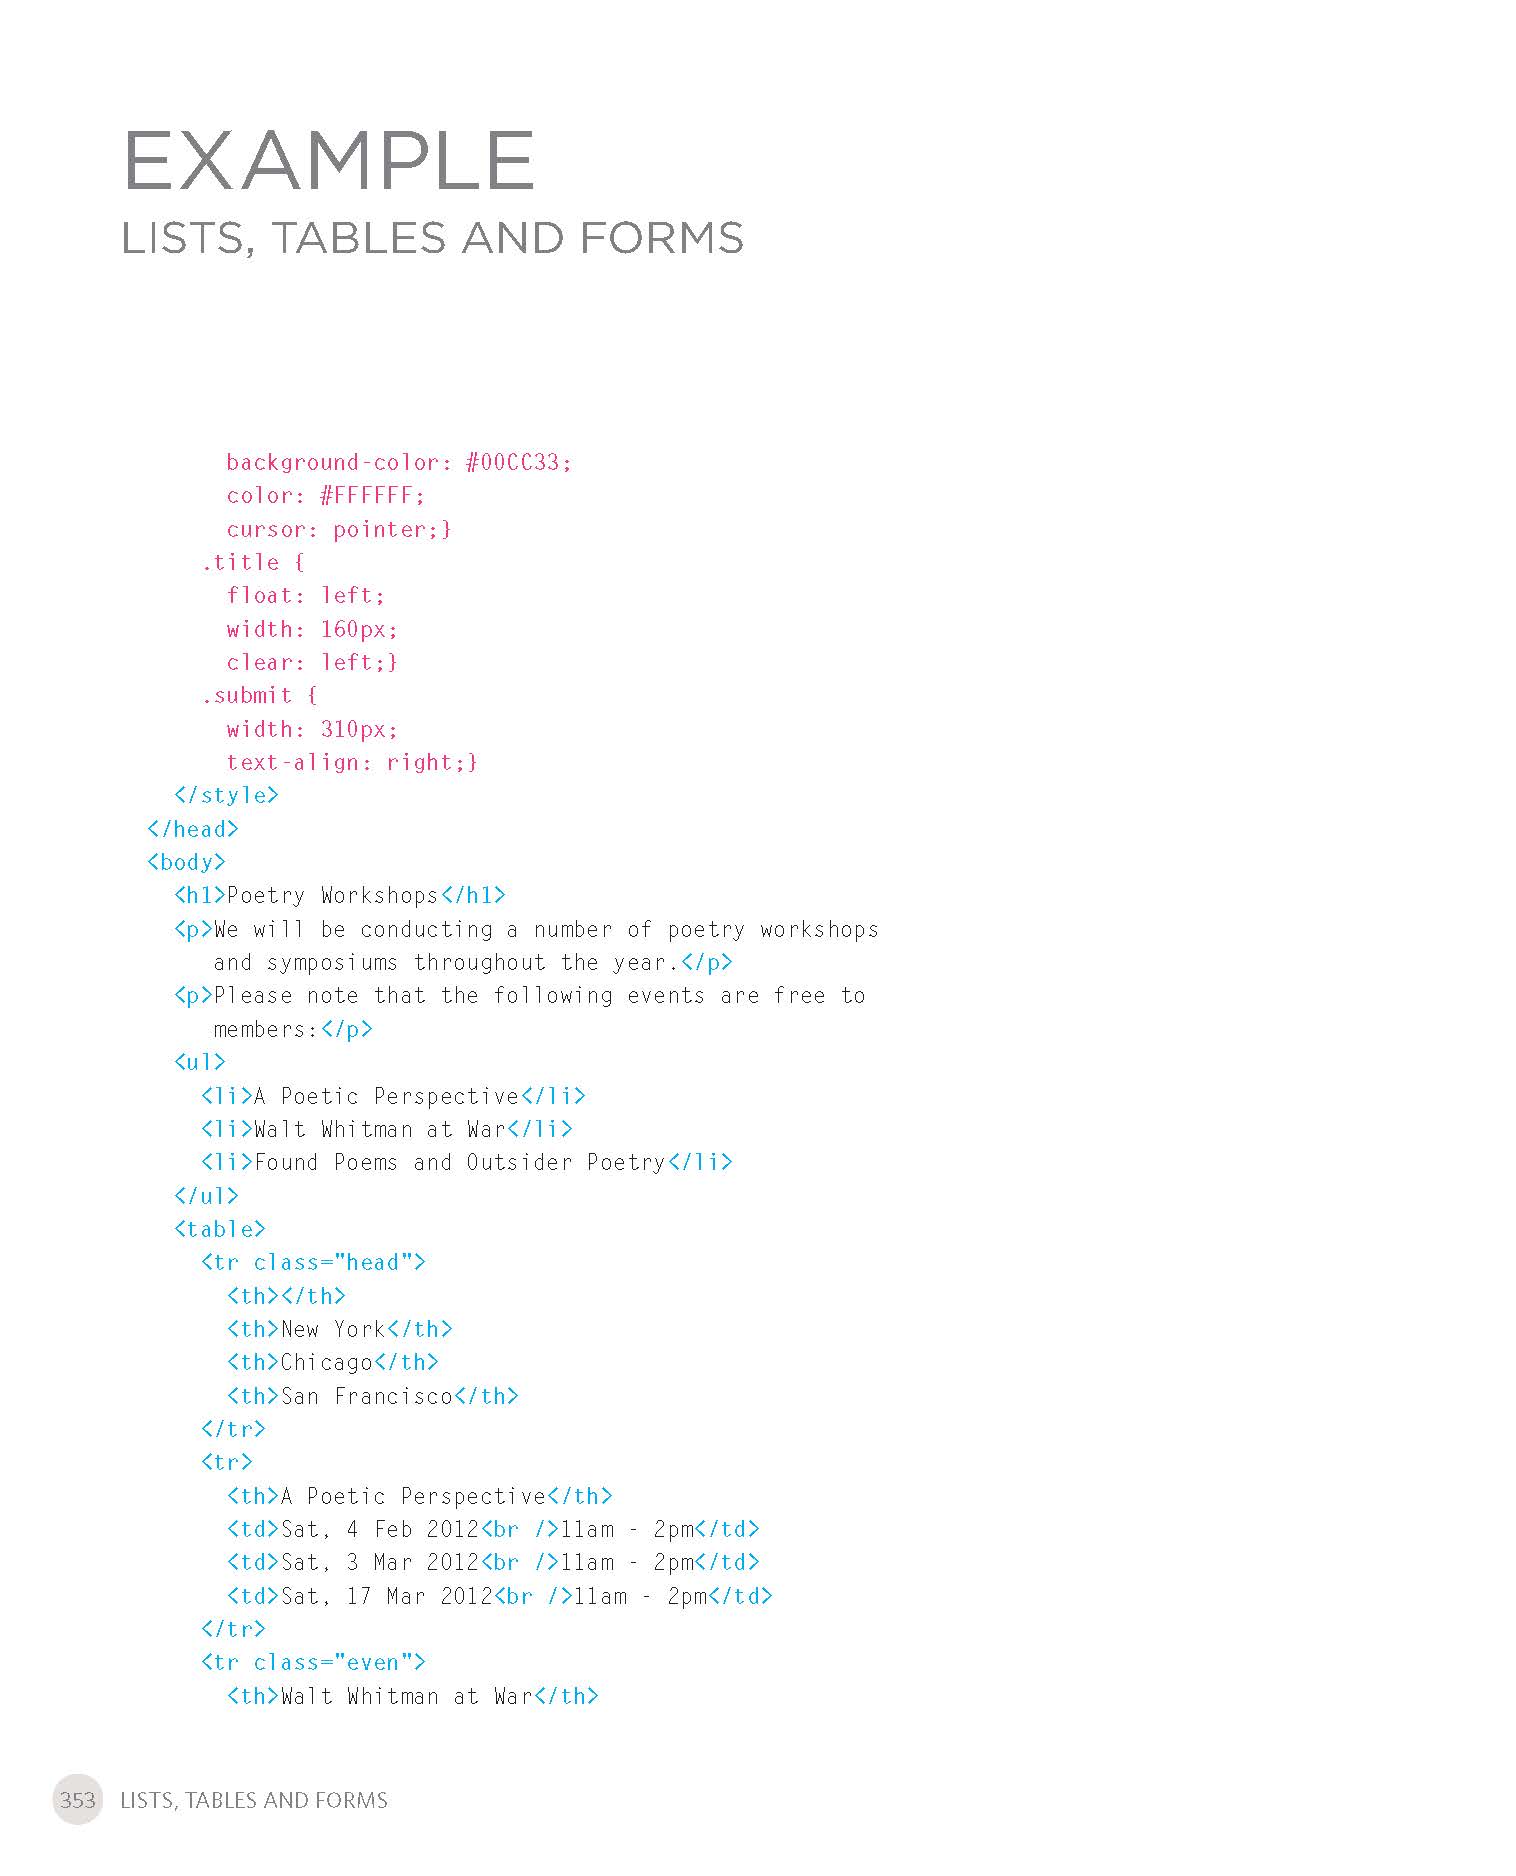 EXAMPLE
LISTS, TABLES AND FORMS
background-color: #00CC33;
color: #FFFFFF;
cursor: pointer;}
.title {
float: left;
width: 160px;
clear: left;}
.submit {
width: 310px;
text-align: right;}
</style>
</head>
<body>
<h1>Poetry Workshops</h1>
<p>We will be conducting a number of poetry workshops
and symposiums throughout the year.</p>
<p>Please note that the following events are free to
members:</p>
<ul>
<li>A Poetic Perspective</li>
<li>Walt Whitman at War</li>
<li>Found Poems and Outsider Poetry</li>
</ul>
<table>
<tr class="head">
<th></th>
<th>New York</th>
<th>Chicago</th>
<th>San Francisco</th>
</tr>
<tr>
<th>A Poetic Perspective</th>
<td>Sat, 4 Feb 2012<br />11am - 2pm</td>
<td>Sat, 3 Mar 2012<br />11am - 2pm</td>
<td>Sat, 17 Mar 2012<br />11am - 2pm</td>
</tr>
<tr class="even">
<th>Walt Whitman at War</th>
353 LISTS, TABLES AND FORMS